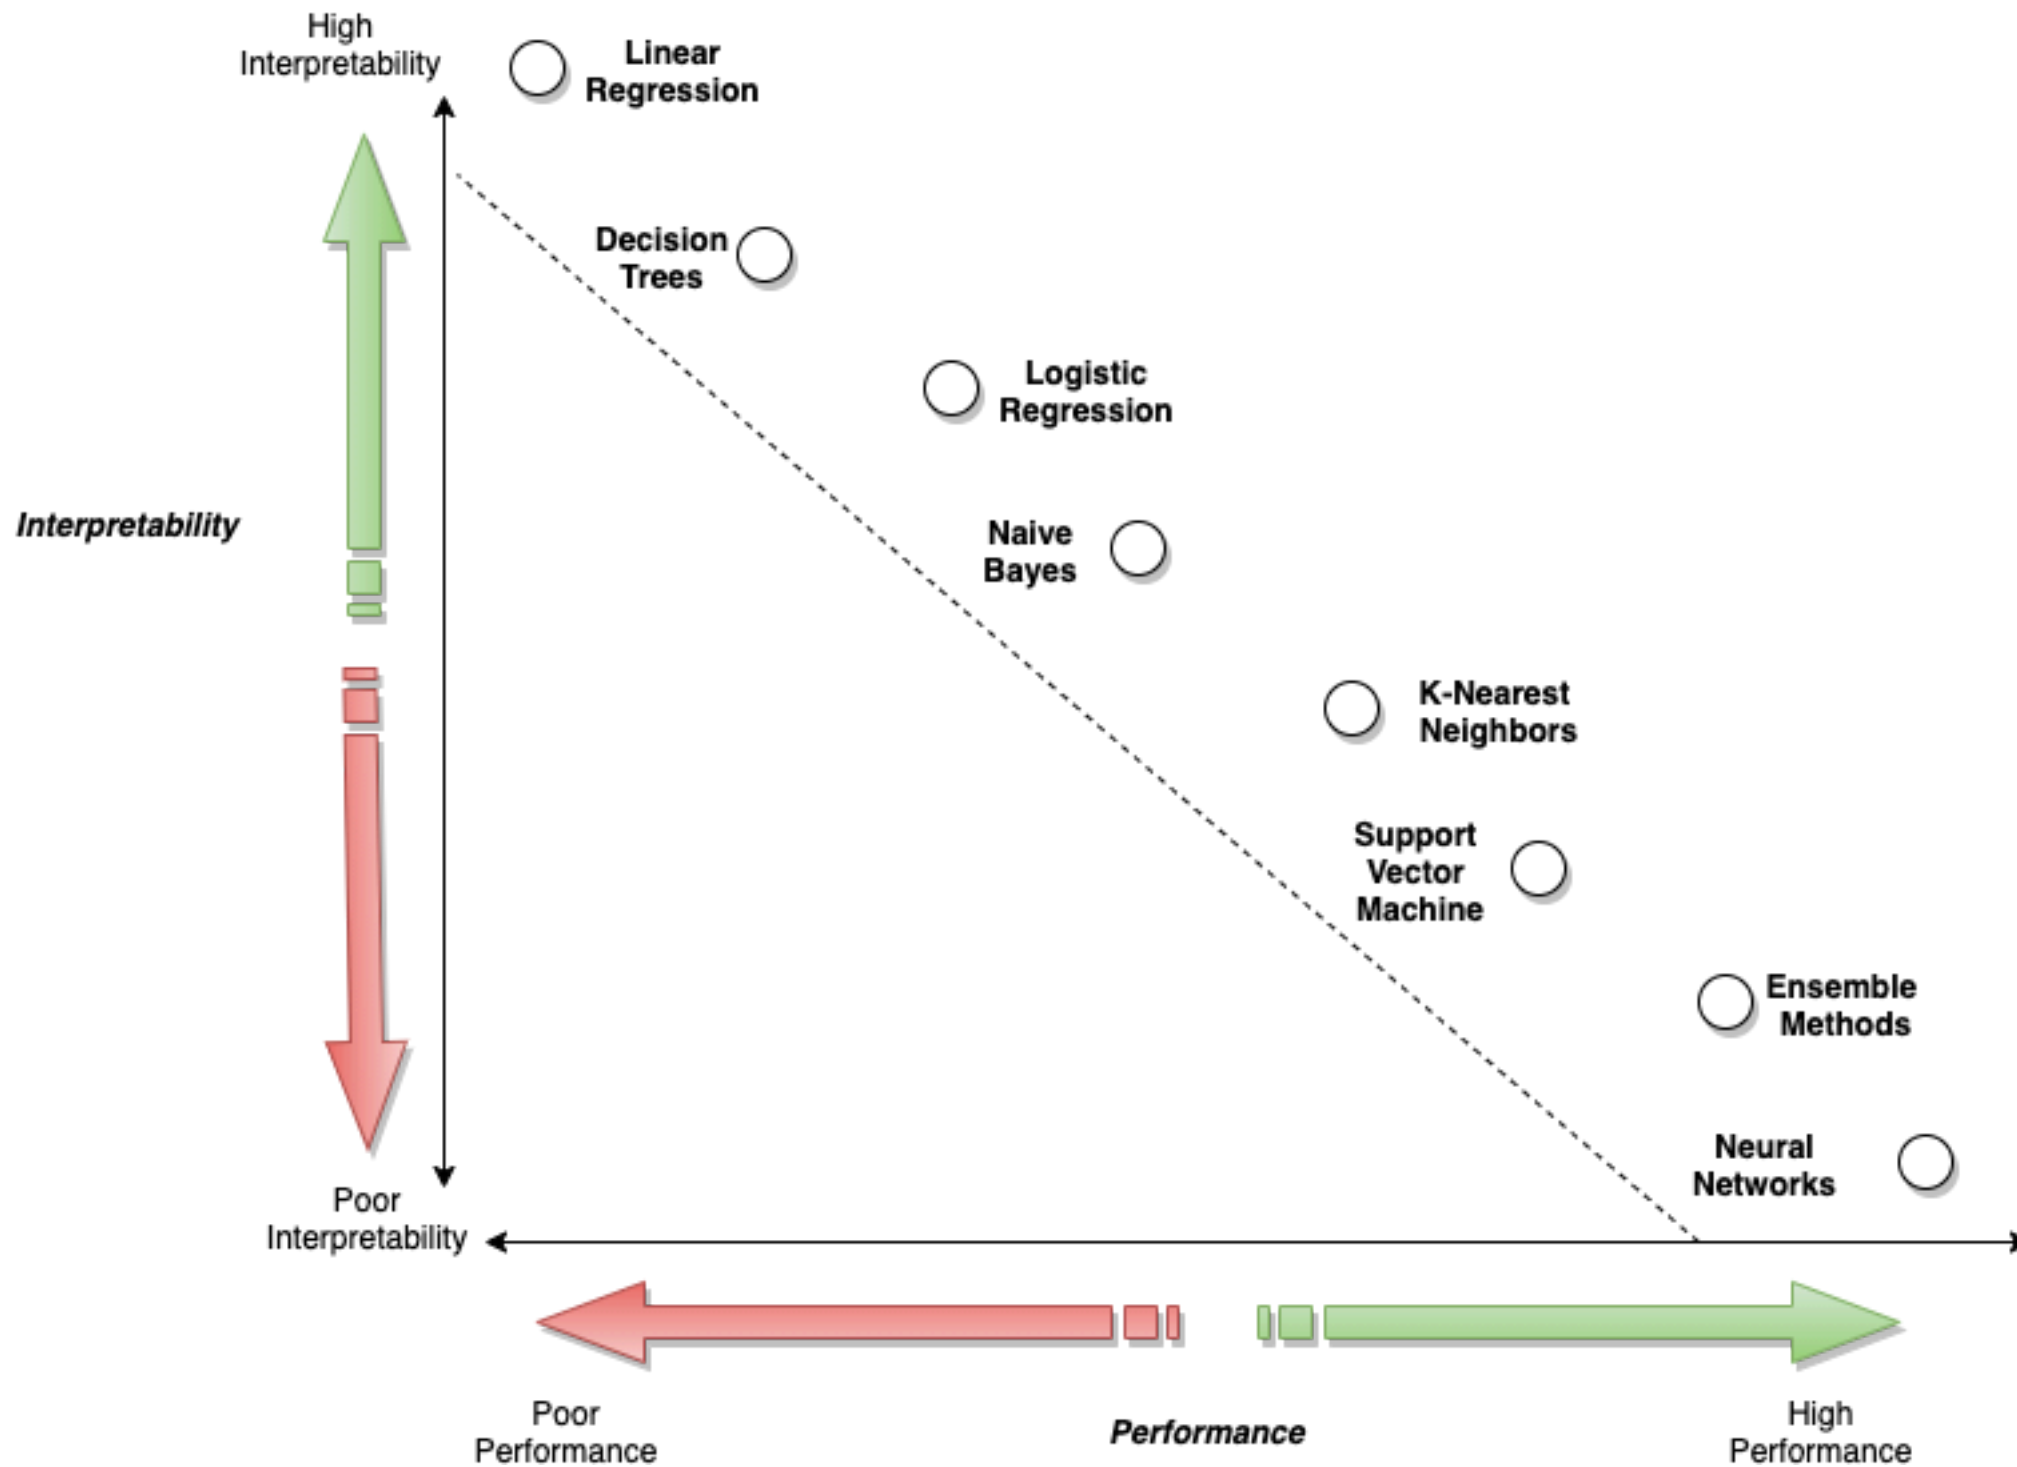 High
Interpretability
Linear
Regression
Decision
Trees
Logistic
Regression
Interpretability
Naive
Bayes
K-Nearest
Neighbors
Support
Vector
Machine
Ensemble
Methods
Neural
Networks
Poor
Interpretability
Poor
Performance
Performance
High
Performance